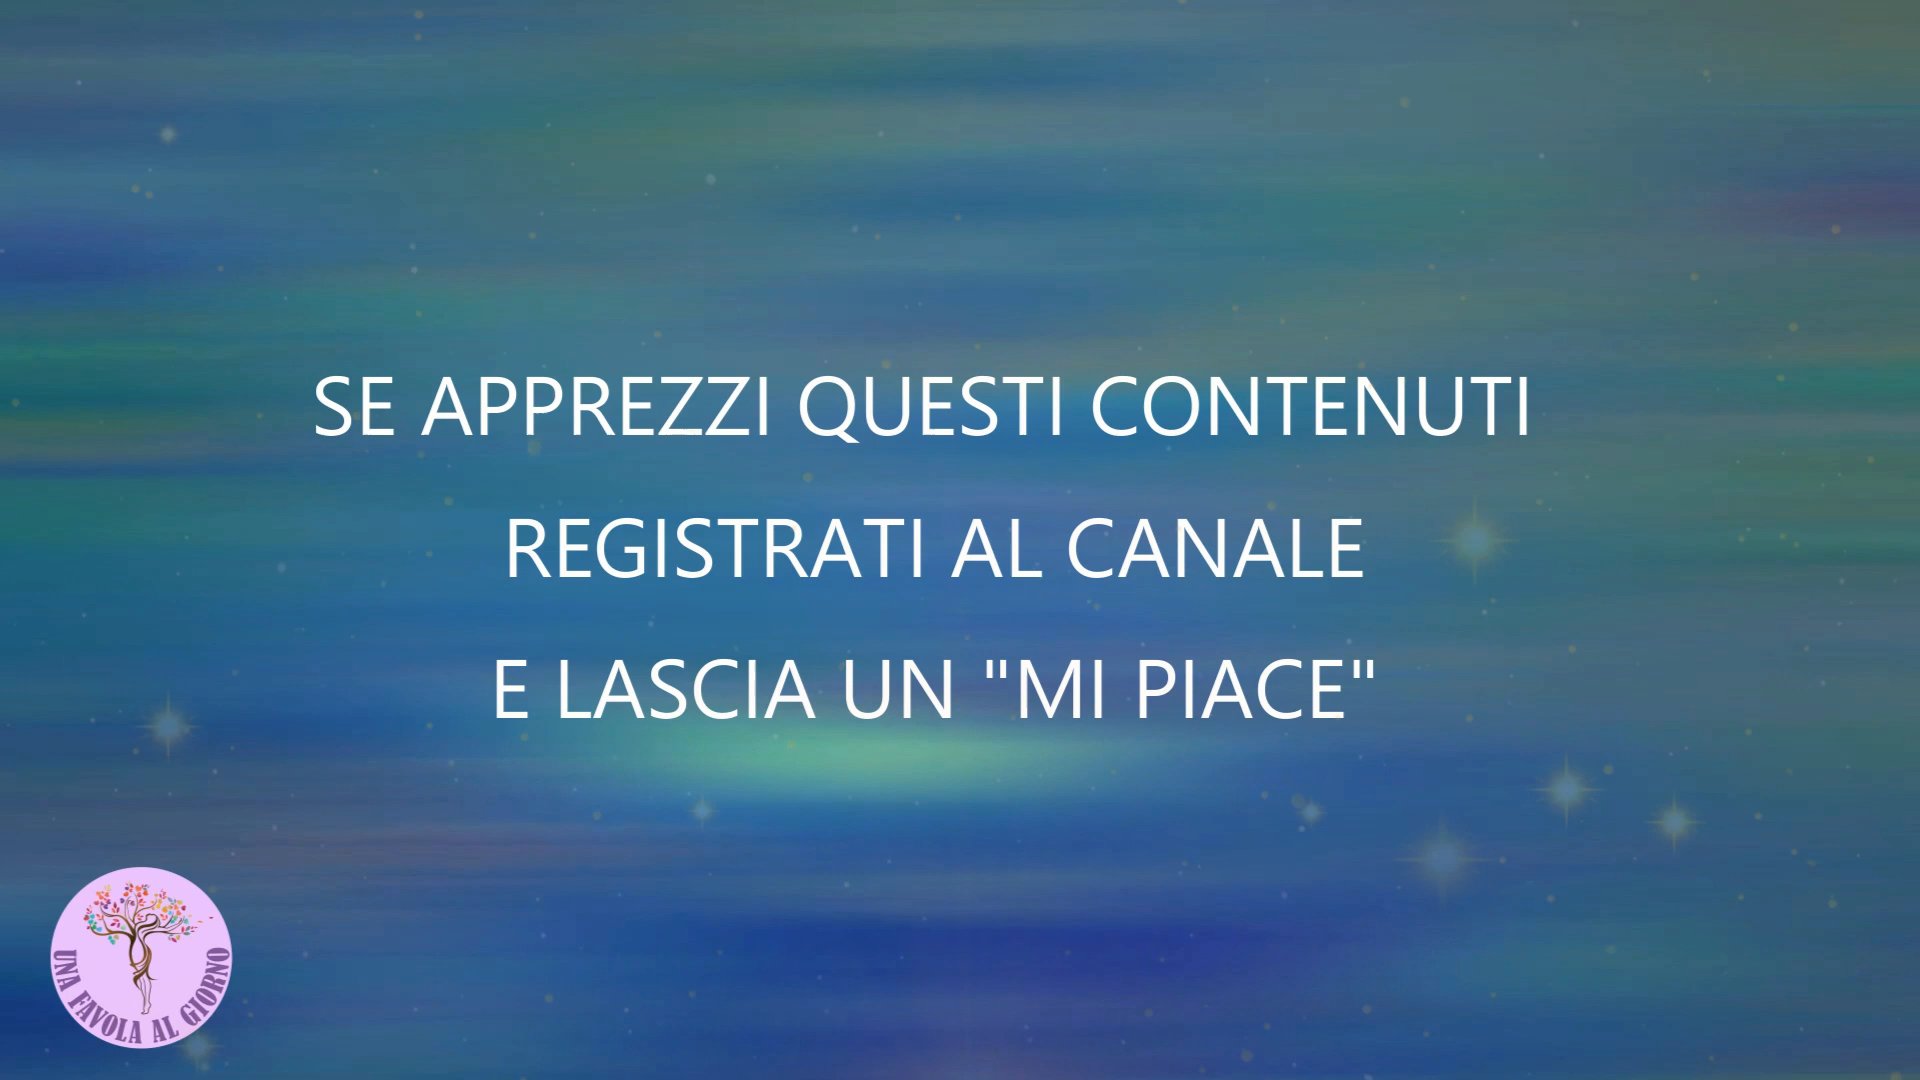 SE APPREZZI QUESTI CONTENUTI
REGISTRATI AL CANALE
E LASCIA UN "MI PIACE"
UNA FAVOLA AL GIORNO